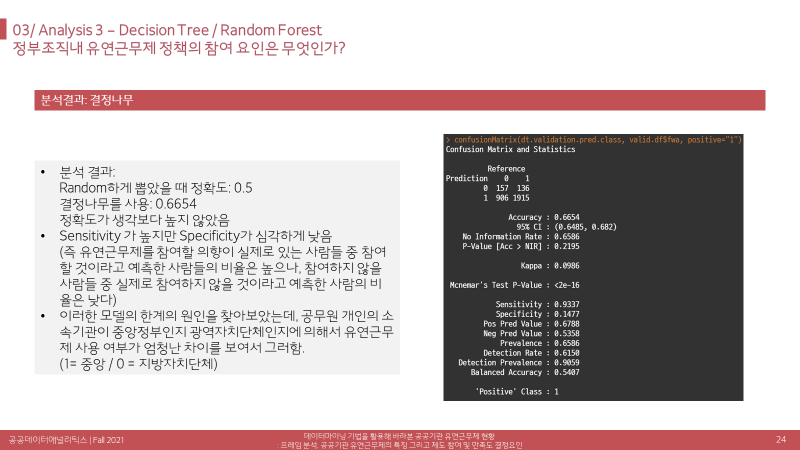 03/ Analysis 3 – Decision Tree / Random Forest
정부조직내 유연근무제 정책의 참여 요인은 무엇인가?
분석결과: 결정나무
• 분석 결과:
Random하게 뽑았을 때 정확도: 0.5
결정나무를 사용: 0.6654
정확도가 생각보다 높지 않았음
• Sensitivity 가 높지만 Specificity가 심각하게 낮음
(즉 유연근무제를 참여할 의향이 실제로 있는 사람들 중 참여
할 것이라고 예측한 사람들의 비율은 높으나, 참여하지 않을
사람들 중 실제로 참여하지 않을 것이라고 예측한 사람의 비
율은 낮다)
• 이러한 모델의 한계의 원인을 찾아보았는데, 공무원 개인의 소
속기관이 중앙정부인지 광역자치단체인지에 의해서 유연근무
제 사용 여부가 엄청난 차이를 보여서 그러함.
(1= 중앙 / 0 = 지방자치단체)
> confusionMatrix(dt.validation.pred.class, valid.df$fwa, positive="1")
Confusion Matrix and Statistics
Reference
Prediction 0 1
0 157 136
1 906 1915
Accuracy : 0.6654
95% CI : (0.6485, 0.682)
No Information Rate : 0.6586
P-Value [Acc > NIR] : 0.2195
Kappa : 0.0986
Mcnemar's Test P-Value : <2e-16
Sensitivity : 0.9337
Specificity : 0.1477
Pos Pred Value : 0.6788
Neg Pred Value : 0.5358
Prevalence : 0.6586
Detection Rate : 0.6150
Detection Prevalence : 0.9059
Balanced Accuracy : 0.5407
'Positive' Class : 1
공공데이터애널리틱스 | Fall 2021
데이터마이닝 기법을 활용해 바라본 공공기관 유연근무제 현황
: 프레임 분석, 공공기관 유연근무제의 특징 그리고 제도 참여 및 만족도 결정요인
24